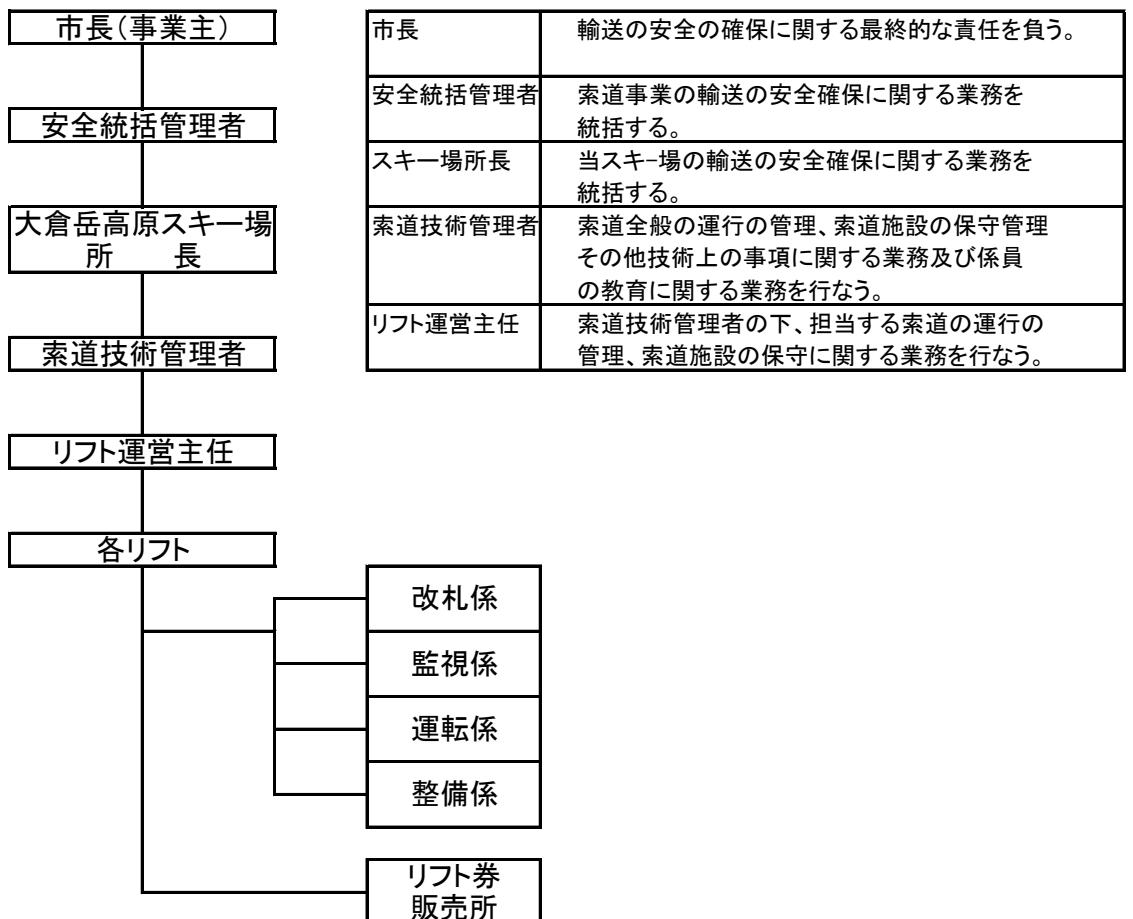 市長（事業主）
安全統括管理者
大倉岳高原スキー場
所　　長
索道技術管理者
リフト運営主任
各リフト
改札係
監視係
運転係
整備係
リフト券
販売所
市長　輸送の安全の確保に関する最終的な責任を負う。
安全統括管理者　索道事業の輸送の安全確保に関する業務を
統括する。
スキー場所長　当スキ−場の輸送の安全確保に関する業務を
統括する。
索道技術管理者　索道全般の運行の管理、索道施設の保守管理
その他技術上の事項に関する業務及び係員
の教育に関する業務を行なう。
リフト運営主任　索道技術管理者の下、担当する索道の運行の
管理、索道施設の保守に関する業務を行なう。